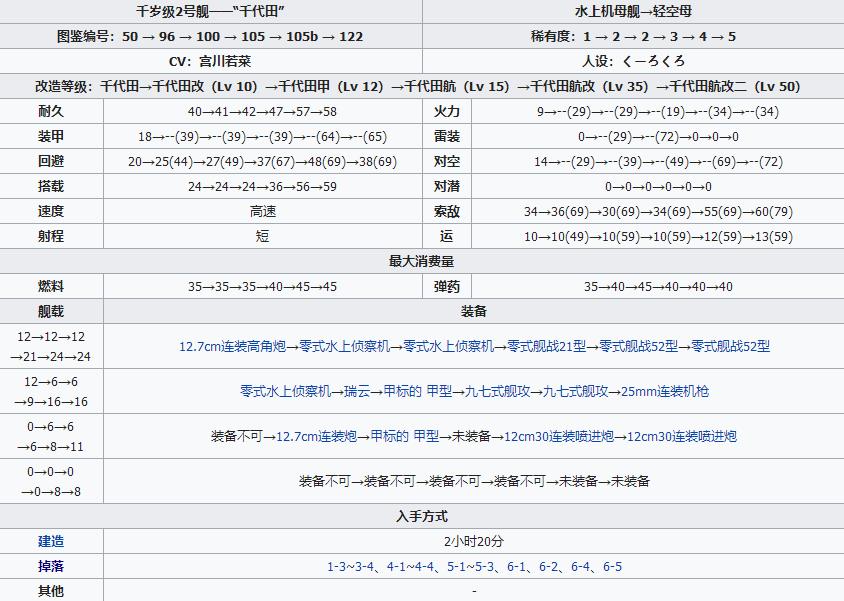 千岁级2号舰——“千代田” 水上机母舰→轻空母
图鉴编号：50 → 96 → 100 → 105 → 105b → 122 稀有度：1 → 2 → 2 → 3 → 4 → 5
CV：宫川若菜 人设：くーろくろ
改造等级：千代田→千代田改（Lv 10）→千代田甲（Lv 12）→千代田航（Lv 15）→千代田航改（Lv 35）→千代田航改二（Lv 50）
耐久 40→41→42→47→57→58 火力 9→--(29)→--(29)→--(19)→--(34)→--(34)
装甲 18→--(39)→--(39)→--(39)→--(64)→--(65) 雷装 0→--(29)→--(72)→0→0→0
回避 20→25(44)→27(49)→37(67)→48(69)→38(69) 对空 14→--(29)→--(39)→--(49)→--(69)→--(72)
搭载 24→24→24→36→56→59 对潜 0→0→0→0→0→0
速度 高速 索敌 34→36(69)→30(69)→34(69)→55(69)→60(79)
射程 短 运 10→10(49)→10(59)→10(59)→12(59)→13(59)
最大消费量
燃料 35→35→35→40→45→45 弹药 35→40→45→40→40→40
舰载 装备
12→12→12
→21→24→24
12.7cm连装高角炮→零式水上侦察机→零式水上侦察机→零式舰战21型→零式舰战52型→零式舰战52型
12→6→6
→9→16→16
零式水上侦察机→瑞云→甲标的 甲型→九七式舰攻→九七式舰攻→25mm连装机枪
0→6→6
→6→8→11
装备不可→12.7cm连装炮→甲标的 甲型→未装备→12cm30连装喷进炮→12cm30连装喷进炮
0→0→0
→0→8→8
装备不可→装备不可→装备不可→装备不可→未装备→未装备
入手方式
建造 2小时20分
掉落 1-3~3-4、4-1~4-4、5-1~5-3、6-1、6-2、6-4、6-5
其他 -